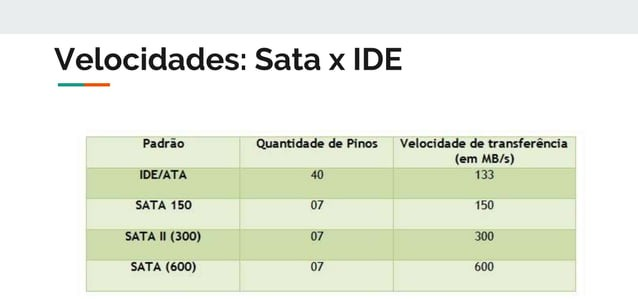 Velocidades: Sata x IDE
Padrão Quantidade de Pinos Velocidade de transferência
(em MB/s)
IDE/ATA 40 133
SATA 150 07 150
SATA II (300) 07 300
SATA (600) 07 600